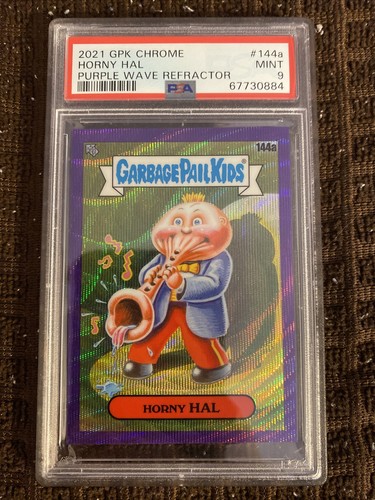 2021 GPK CHROME #144a
HORNY HAL MINT
PURPLE WAVE REFRACTOR PSA 9
67730884
144a
GARBAGE PAIL KIDS
HORNY HAL